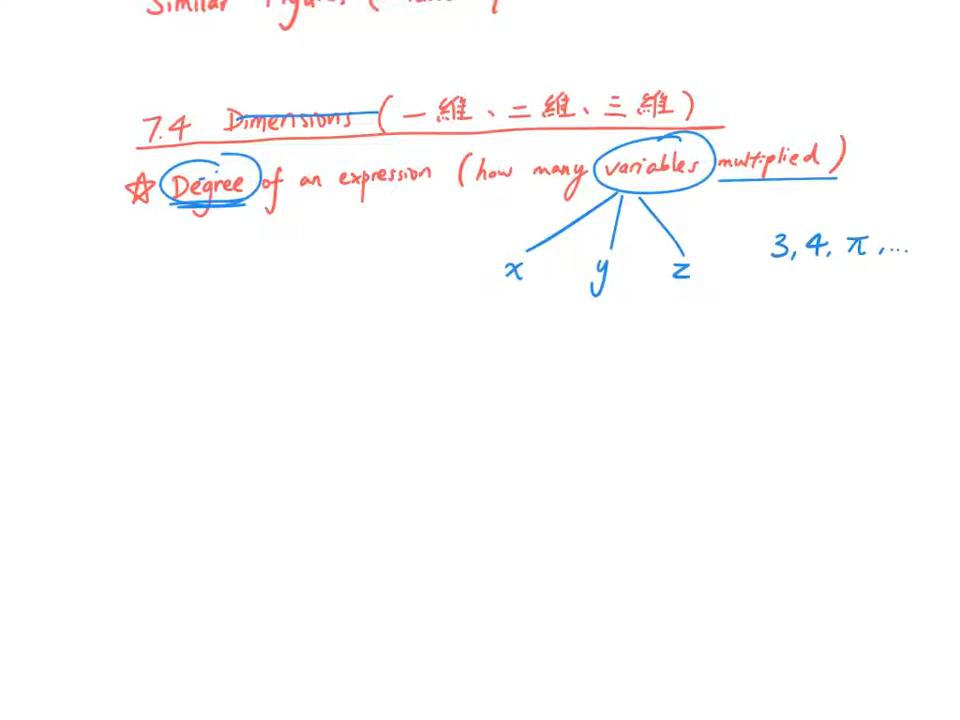 Similar Figures (
7.4 Dimensions (一維、二維、三維)
☆ Degree of an expression (how many variables multiplied)
x y z 3, 4, π, ...